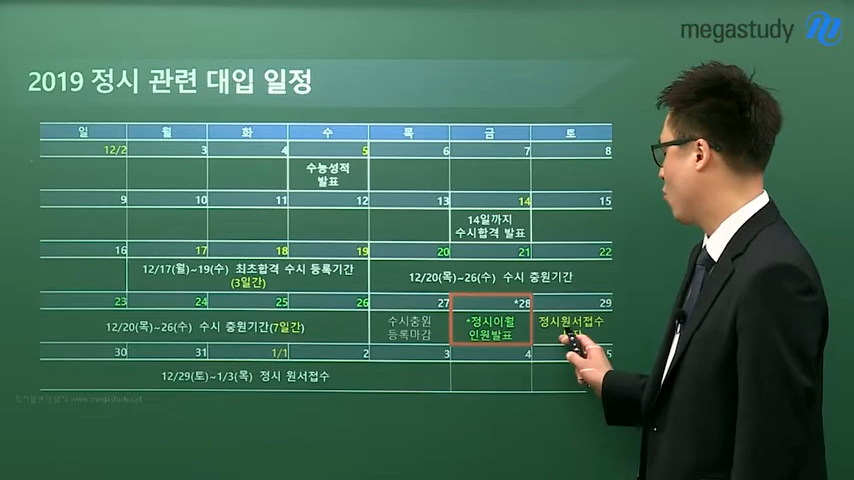 megastudy
2019 정시 관련 대입 일정
일 월 화 수 목 금 토
12/2 3 4 5 6 7 8
수능성적
발표
9 10 11 12 13 14 15
14일까지
수시합격 발표
16 17 18 19 20 21 22
12/17(월)~19(수) 최초합격 수시 등록기간
(3일간)
12/20(목)~26(수) 수시 충원기간
23 24 25 26 27 *28 29
12/20(목)~26(수) 수시 충원기간(7일간)
수시충원
등록마감
*정시이월
인원발표
정시원서접수
30 31 1/1 2 3 4 5
12/29(토)~1/3(목) 정시 원서접수